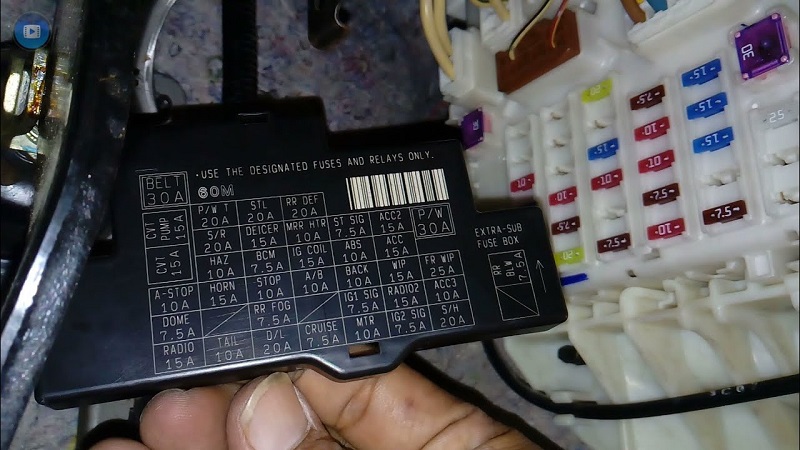 • USE THE DESIGNATED FUSES AND RELAYS ONLY.
BELT
30A
60M
P/W T STL RR DEF
20A 20A 20A
CVT PUMP 15A
CVT 15A
S/R DEICER MRR HTR ST SIG ACC2 P/W
20A 15A 10A 7.5A 15A 30A
HAZ BCM IG COIL ABS ACC
10A 7.5A 15A 10A 15A
A-STOP HORN STOP A/B BACK WIP FR WIP
10A 15A 10A 10A 10A 15A 25A
DOME RR FOG IG1 SIG RADIO2 ACC3
7.5A 7.5A 7.5A 15A 10A
RADIO TAIL D/L CRUISE MTR IG2 SIG S/H
15A 10A 20A 7.5A 10A 7.5A 20A
EXTRA-SUB
FUSE BOX
RR
BLW
7.5A
30
15
7.5
15
10
15
15
10
10
10
10
7.5
7.5
7.5
10
20
25